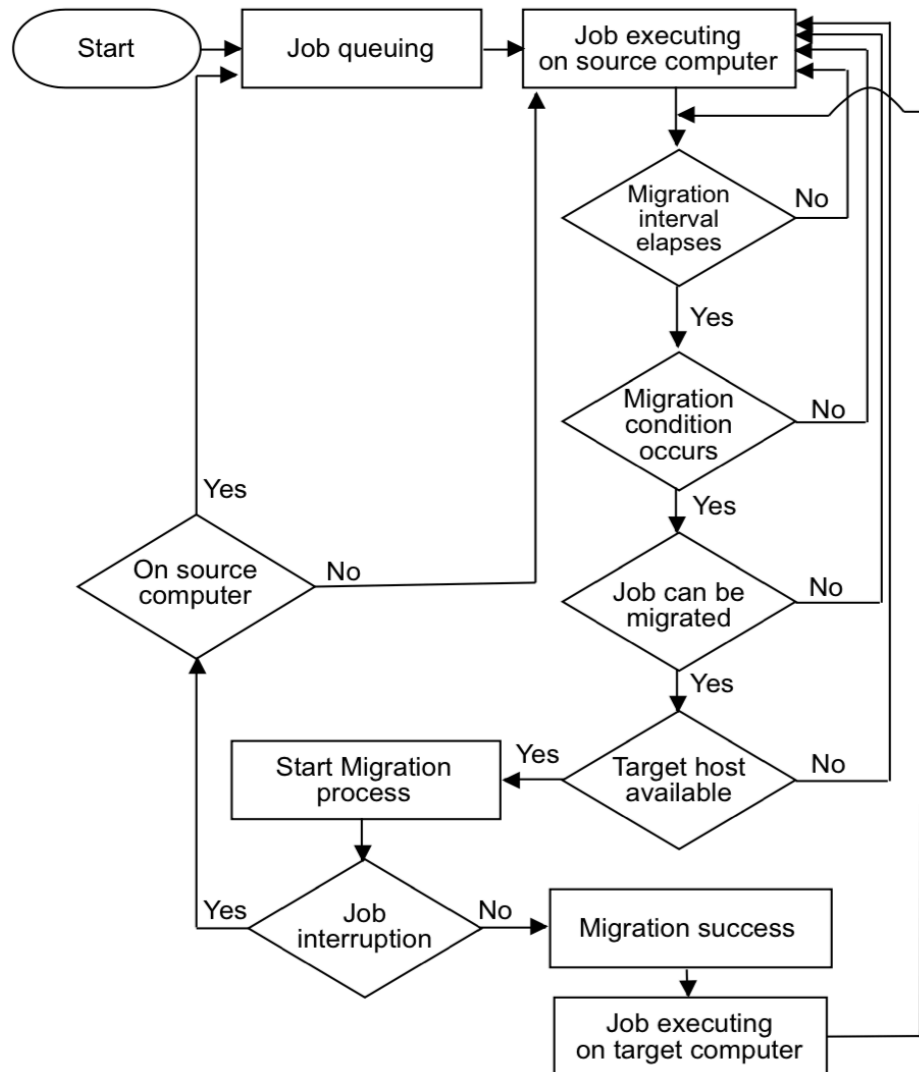 Start
Job queuing
Job executing
on source computer
Migration
interval
elapses
No
Yes
Migration
condition
occurs
No
Yes
Job can be
migrated
No
Yes
Target host
available
No
Yes
Start Migration
process
Job
interruption
Yes
No
On source
computer
Yes
No
Migration success
Job executing
on target computer